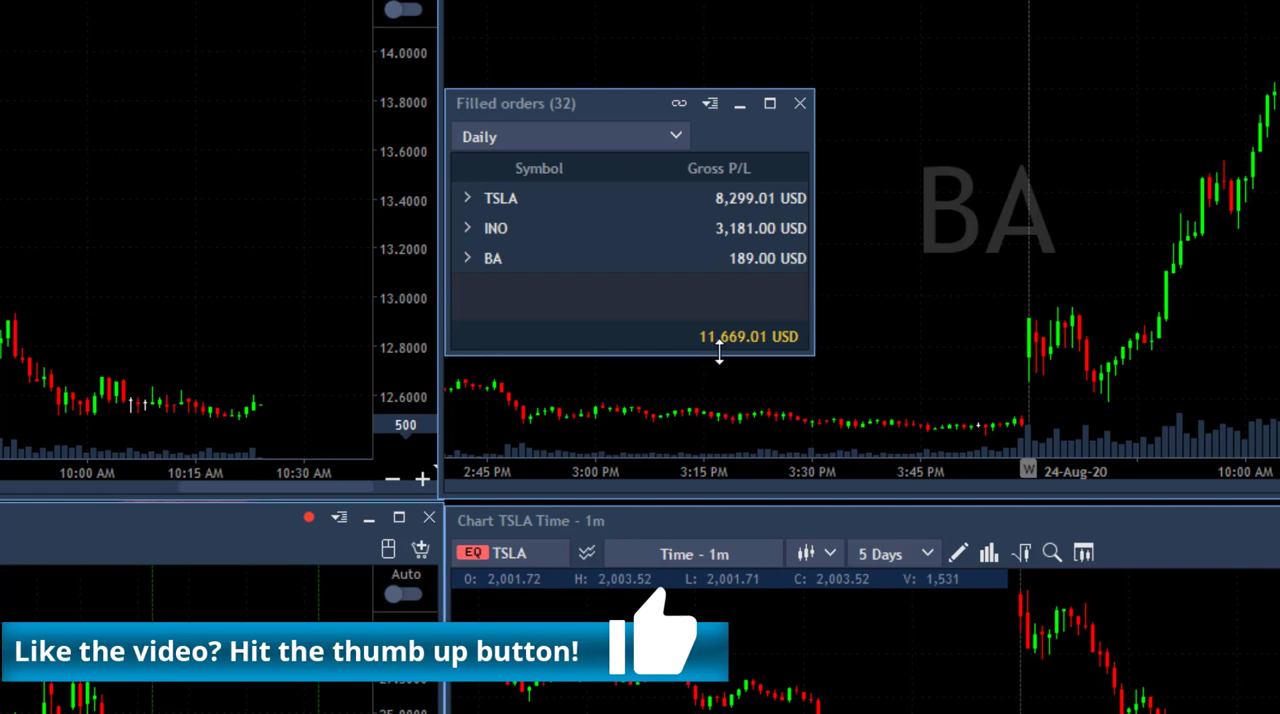 14.0000
13.8000
13.6000
13.4000
13.2000
13.0000
12.8000
12.6000
500
10:00 AM 10:15 AM 10:30 AM
Filled orders (32)
Daily
Symbol Gross P/L
TSLA 8,299.01 USD
INO 3,181.00 USD
BA 189.00 USD
11,669.01 USD
BA
2:45 PM 3:00 PM 3:15 PM 3:30 PM 3:45 PM W 24-Aug-20 10:00 AM
Auto
Chart TSLA Time - 1m
EQ TSLA Time - 1m 5 Days
O: 2,001.72 H: 2,003.52 L: 2,001.71 C: 2,003.52 V: 1,531
Like the video? Hit the thumb up button!